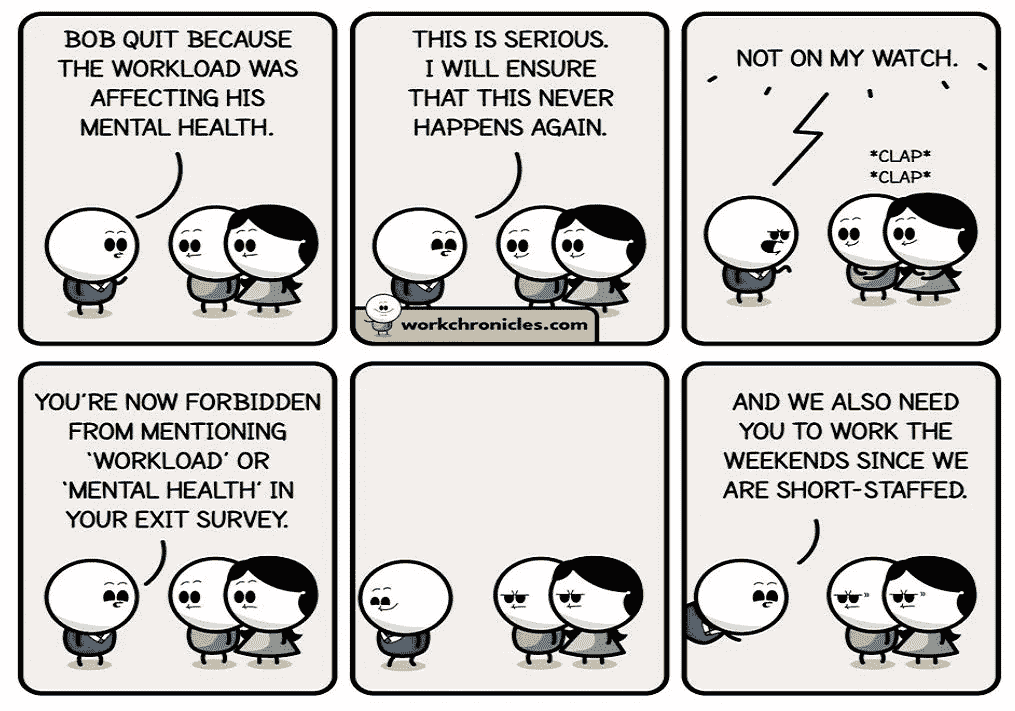 BOB QUIT BECAUSE
THE WORKLOAD WAS
AFFECTING HIS
MENTAL HEALTH.
THIS IS SERIOUS.
I WILL ENSURE
THAT THIS NEVER
HAPPENS AGAIN.
workchronicles.com
NOT ON MY WATCH.
*CLAP*
*CLAP*
YOU'RE NOW FORBIDDEN
FROM MENTIONING
'WORKLOAD' OR
'MENTAL HEALTH' IN
YOUR EXIT SURVEY.
AND WE ALSO NEED
YOU TO WORK THE
WEEKENDS SINCE WE
ARE SHORT-STAFFED.